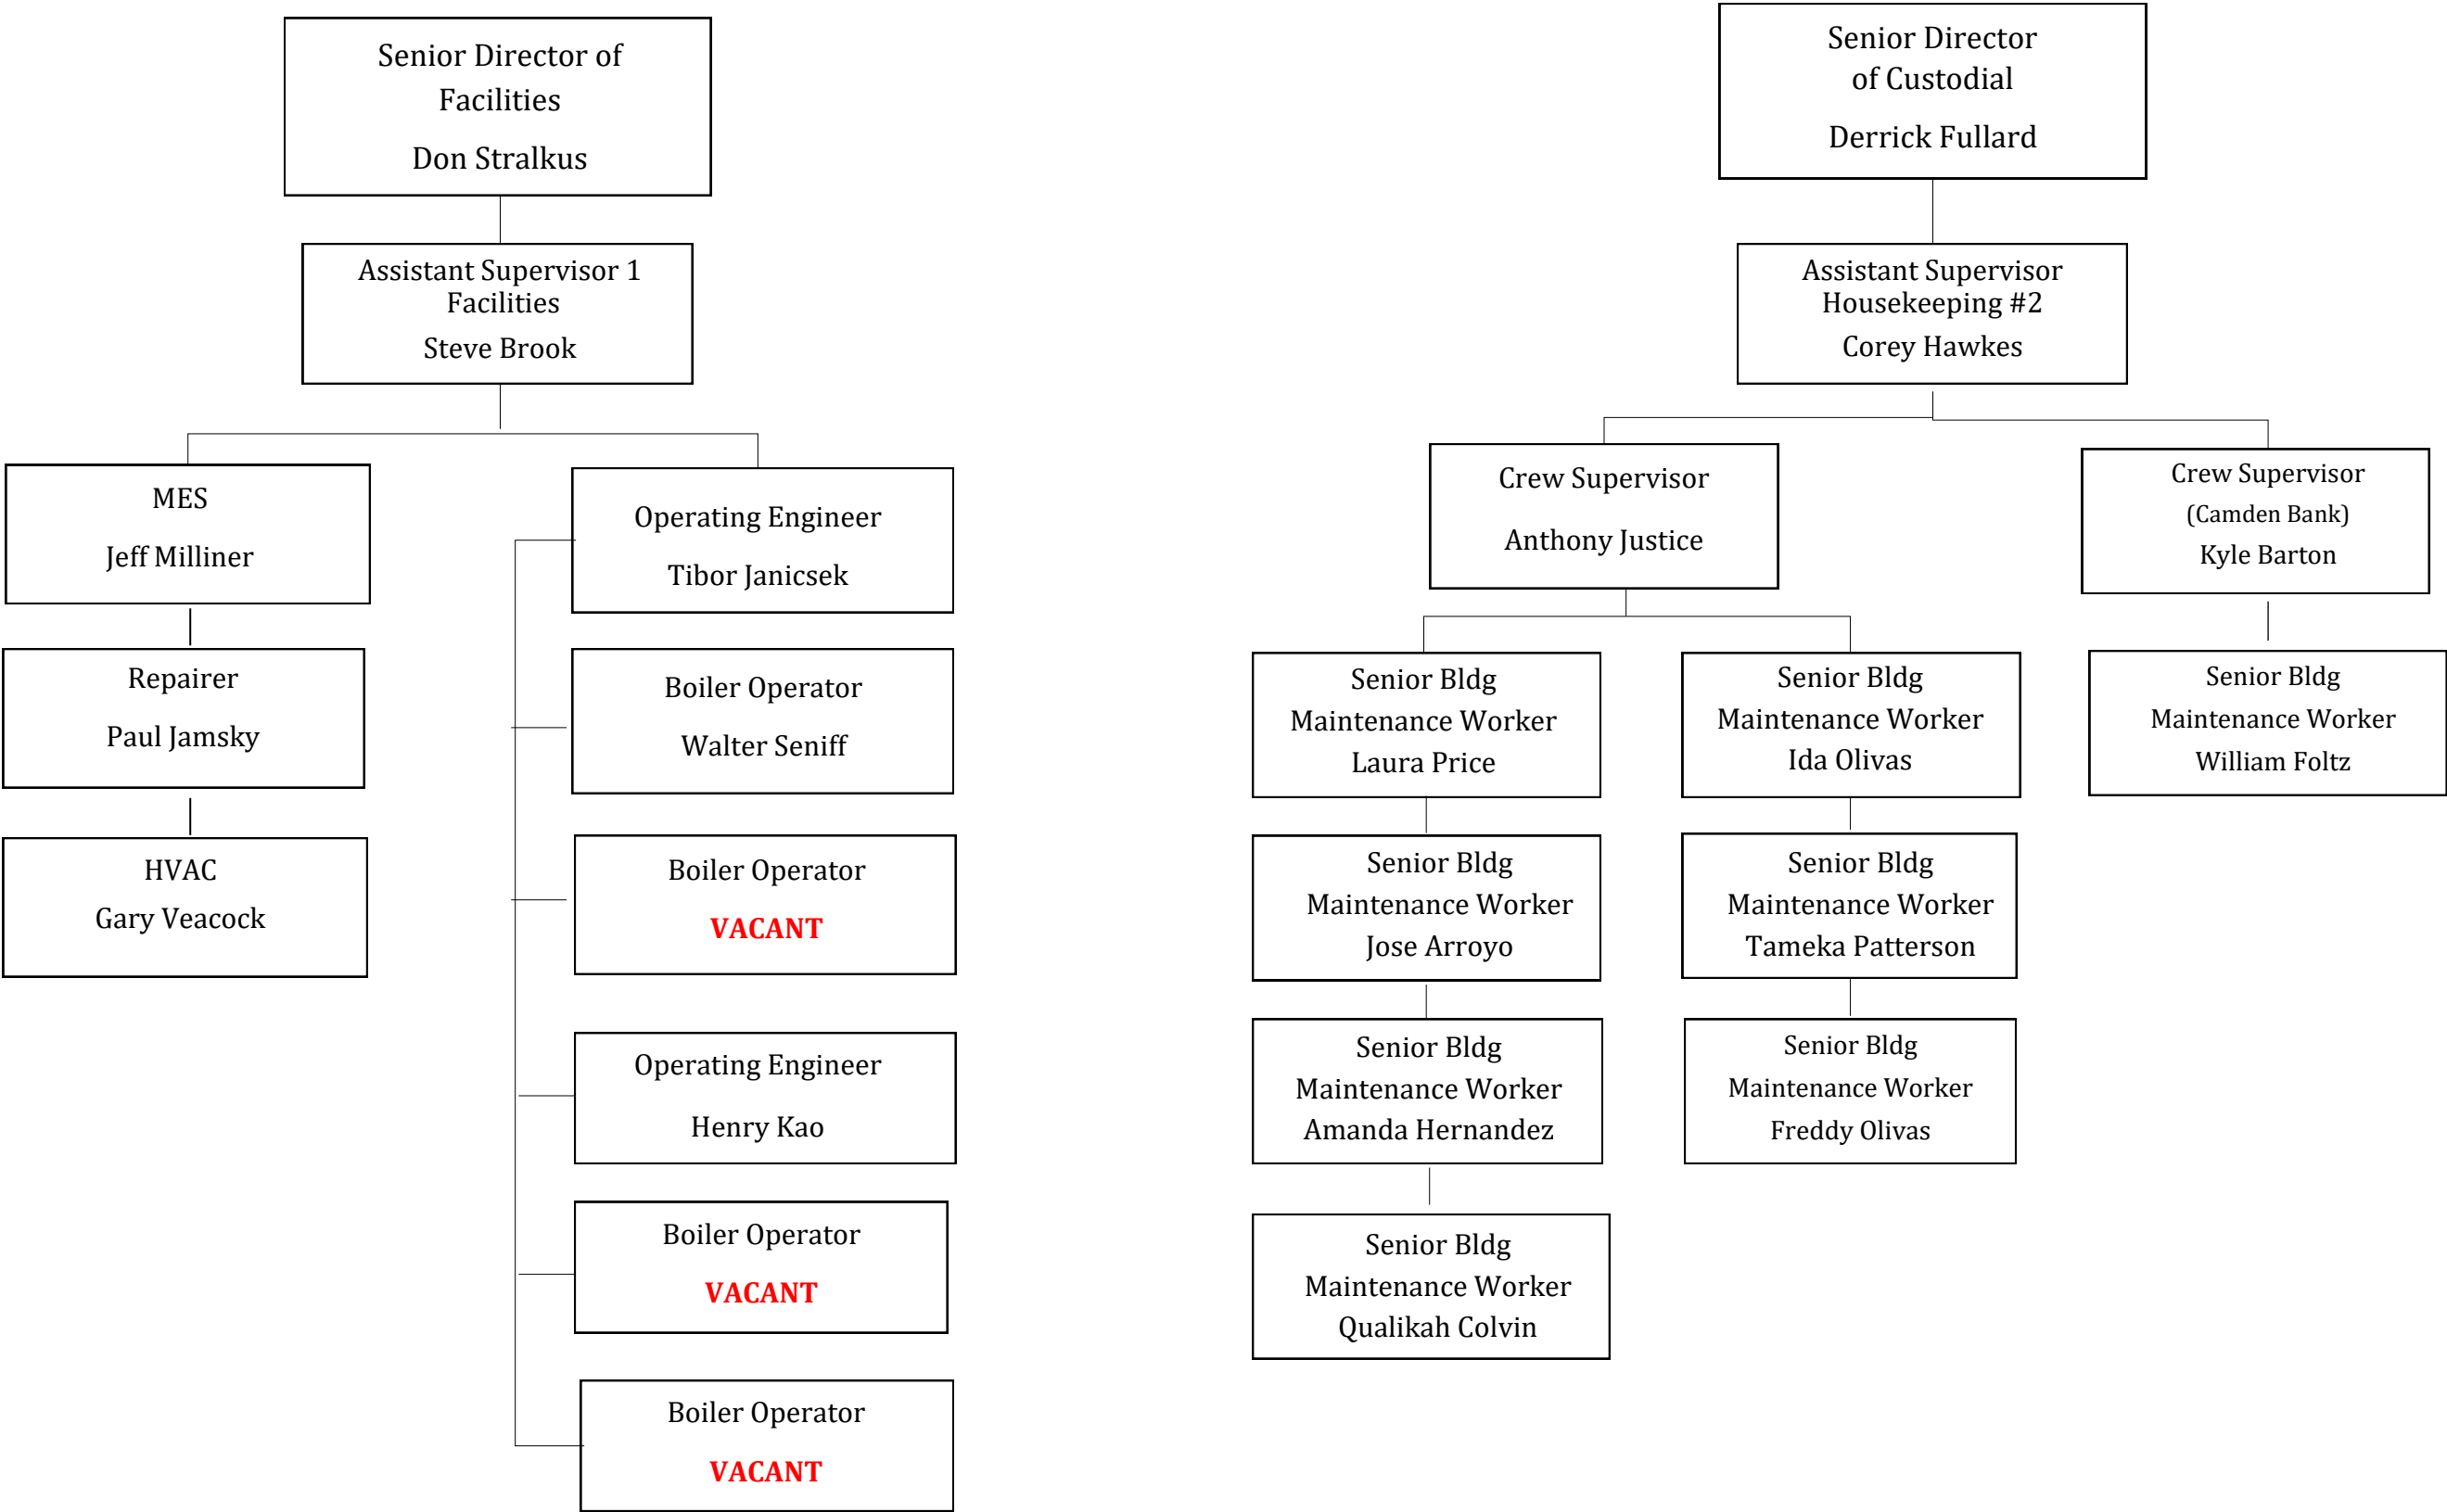 Senior Director of
Facilities
Don Stralkus
Assistant Supervisor 1
Facilities
Steve Brook
MES
Jeff Milliner
Repairer
Paul Jamsky
HVAC
Gary Veacock
Operating Engineer
Tibor Janicsek
Boiler Operator
Walter Seniff
Boiler Operator
VACANT
Operating Engineer
Henry Kao
Boiler Operator
VACANT
Boiler Operator
VACANT
Senior Director
of Custodial
Derrick Fullard
Assistant Supervisor
Housekeeping #2
Corey Hawkes
Crew Supervisor
Anthony Justice
Senior Bldg
Maintenance Worker
Laura Price
Senior Bldg
Maintenance Worker
Jose Arroyo
Senior Bldg
Maintenance Worker
Amanda Hernandez
Senior Bldg
Maintenance Worker
Qualikah Colvin
Senior Bldg
Maintenance Worker
Ida Olivas
Senior Bldg
Maintenance Worker
Tameka Patterson
Senior Bldg
Maintenance Worker
Freddy Olivas
Crew Supervisor
(Camden Bank)
Kyle Barton
Senior Bldg
Maintenance Worker
William Foltz